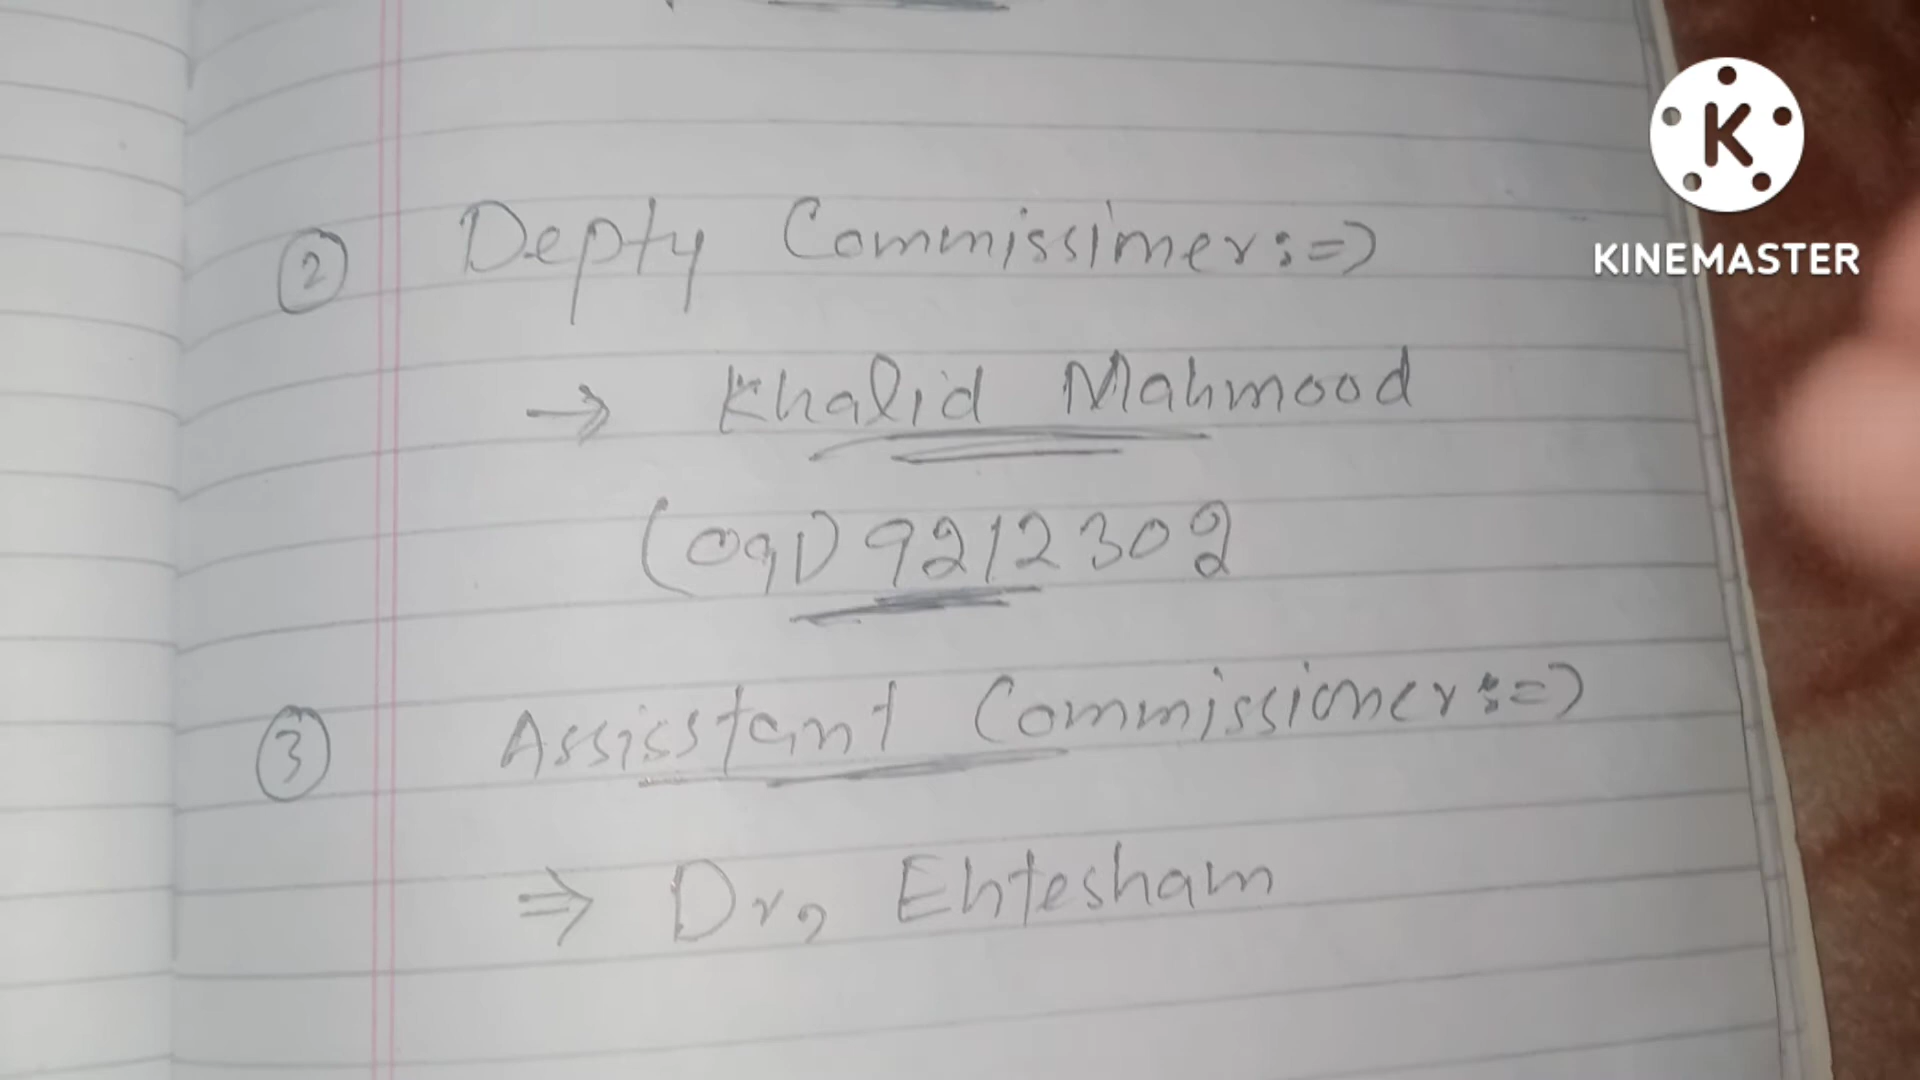 ② Depty Commissimer:=>
→ Khalid Mahmood
(091) 9212302
③ Assisstant Commissioner:=>
⇒ Dr, Ehtesham
K
KINEMASTER